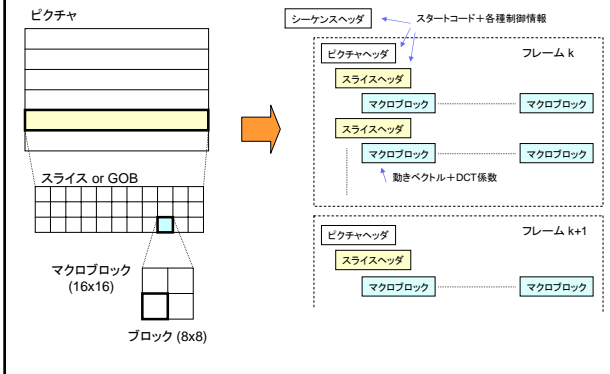 ピクチャ
スライス or GOB
マクロブロック
(16x16)
ブロック (8x8)
シーケンスヘッダ
スタートコード+各種制御情報
ピクチャヘッダ
フレーム k
スライスヘッダ
マクロブロック
マクロブロック
スライスヘッダ
マクロブロック
マクロブロック
動きベクトル+DCT係数
ピクチャヘッダ
フレーム k+1
スライスヘッダ
マクロブロック
マクロブロック